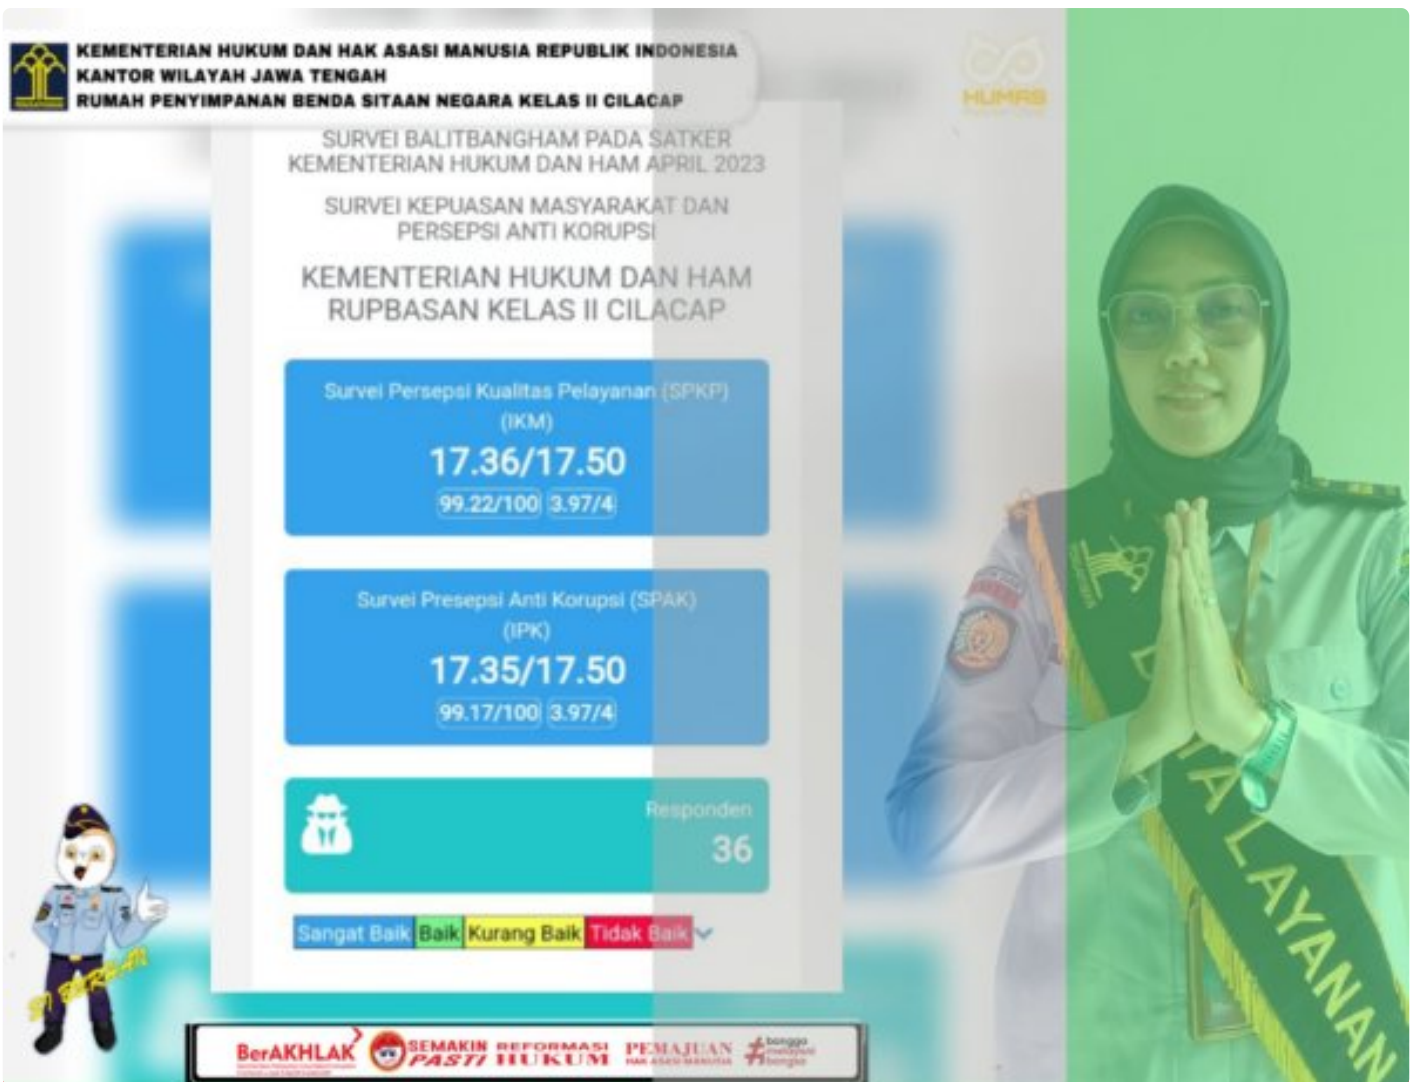 KEMENTERIAN HUKUM DAN HAK ASASI MANUSIA REPUBLIK INDONESIA
KANTOR WILAYAH JAWA TENGAH
RUMAH PENYIMPANAN BENDA SITAAN NEGARA KELAS II CILACAP
HUMAS
SURVEI BALITBANGHAM PADA SATKER
KEMENTERIAN HUKUM DAN HAM APRIL 2023
SURVEI KEPUASAN MASYARAKAT DAN
PERSEPSI ANTI KORUPSI
KEMENTERIAN HUKUM DAN HAM
RUPBASAN KELAS II CILACAP
Survei Persepsi Kualitas Pelayanan (SPKP)
(IKM)
17.36/17.50
99.22/100 3.97/4
Survei Presepsi Anti Korupsi (SPAK)
(IPK)
17.35/17.50
99.17/100 3.97/4
Responden
36
Sangat Baik Baik Kurang Baik Tidak Baik
LAYANAN
BerAKHLAK
SEMAKIN
PASTI
REFORMASI
HUKUM
PEMAJUAN
HAK ASASI MANUSIA
#bangga
melayani
bangsa